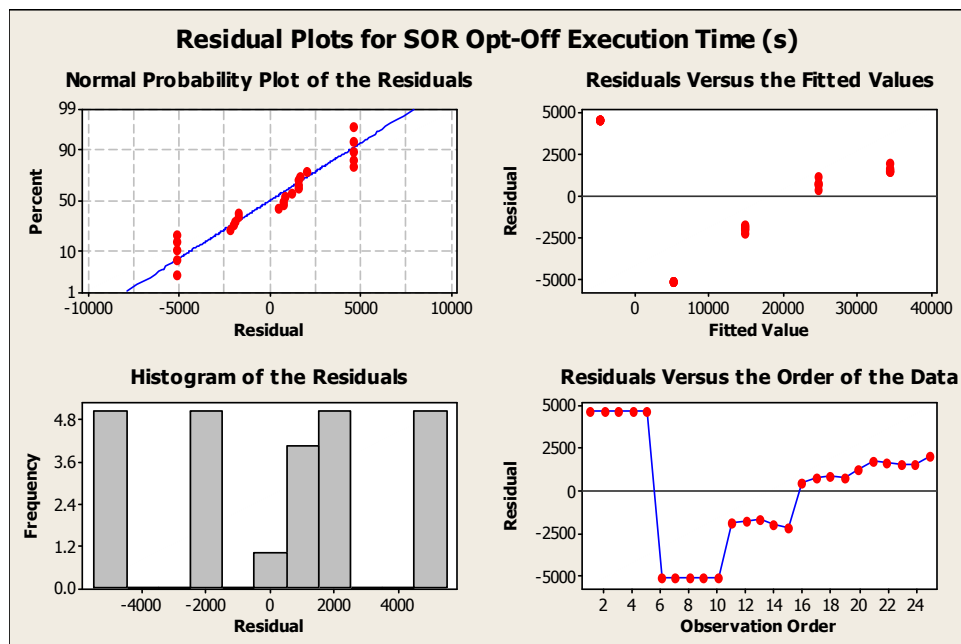 Residual Plots for SOR Opt-Off Execution Time (s)
Normal Probability Plot of the Residuals
99
90
50
10
1
Percent
-10000 -5000 0 5000 10000
Residual
Residuals Versus the Fitted Values
5000
2500
0
-2500
-5000
Residual
0 10000 20000 30000 40000
Fitted Value
Histogram of the Residuals
4.8
3.6
2.4
1.2
0.0
Frequency
-4000 -2000 0 2000 4000
Residual
Residuals Versus the Order of the Data
5000
2500
0
-2500
-5000
Residual
2 4 6 8 10 12 14 16 18 20 22 24
Observation Order